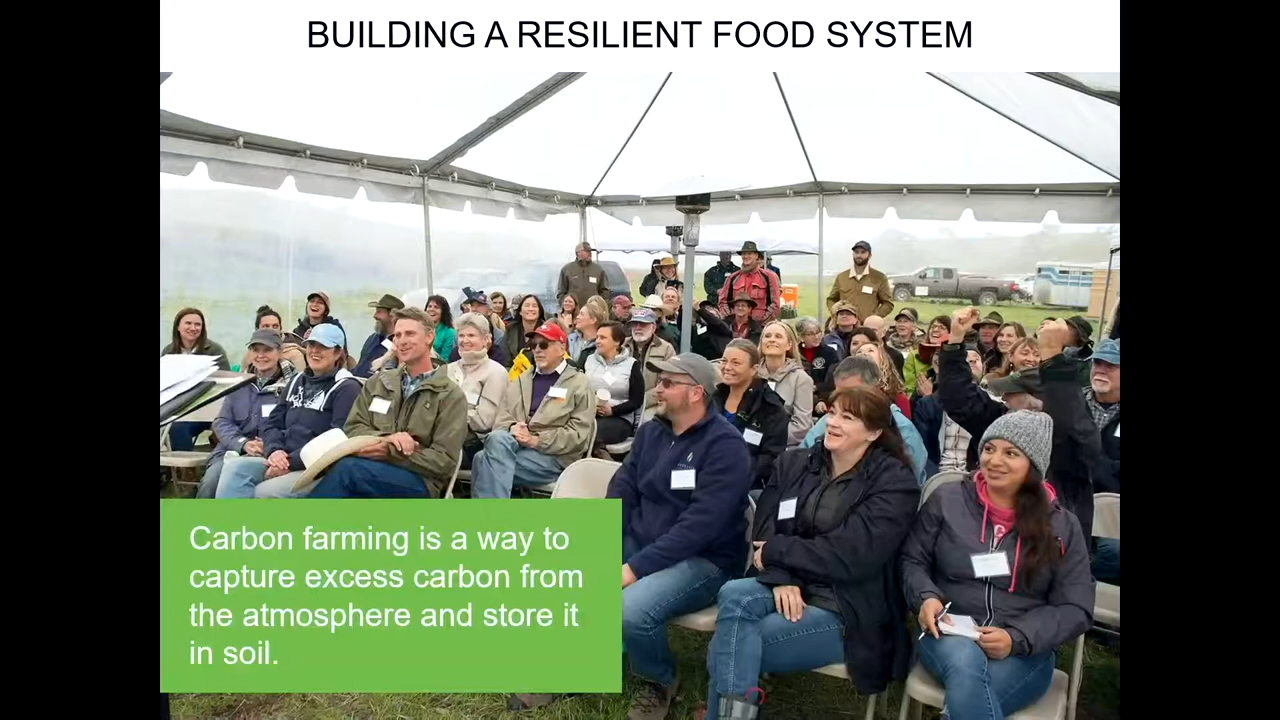 BUILDING A RESILIENT FOOD SYSTEM
Carbon farming is a way to
capture excess carbon from
the atmosphere and store it
in soil.